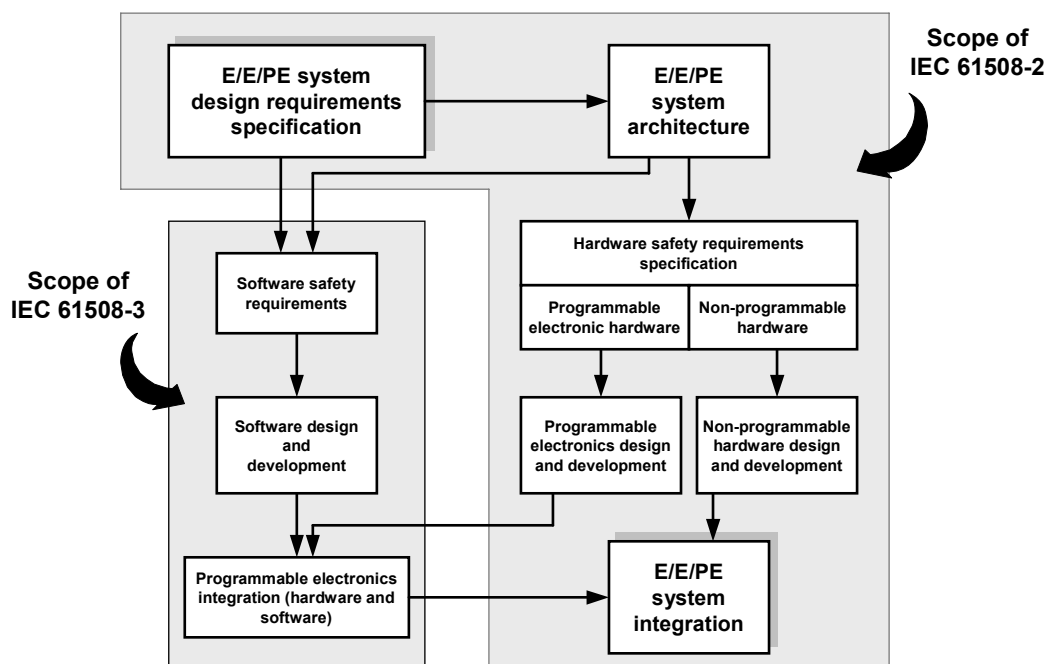 Scope of
IEC 61508-2
E/E/PE system
design requirements
specification
E/E/PE
system
architecture
Hardware safety requirements
specification
Scope of
IEC 61508-3
Software safety
requirements
Programmable
electronic hardware
Non-programmable
hardware
Software design
and
development
Programmable
electronics design
and development
Non-programmable
hardware design
and development
Programmable electronics
integration (hardware and
software)
E/E/PE
system
integration